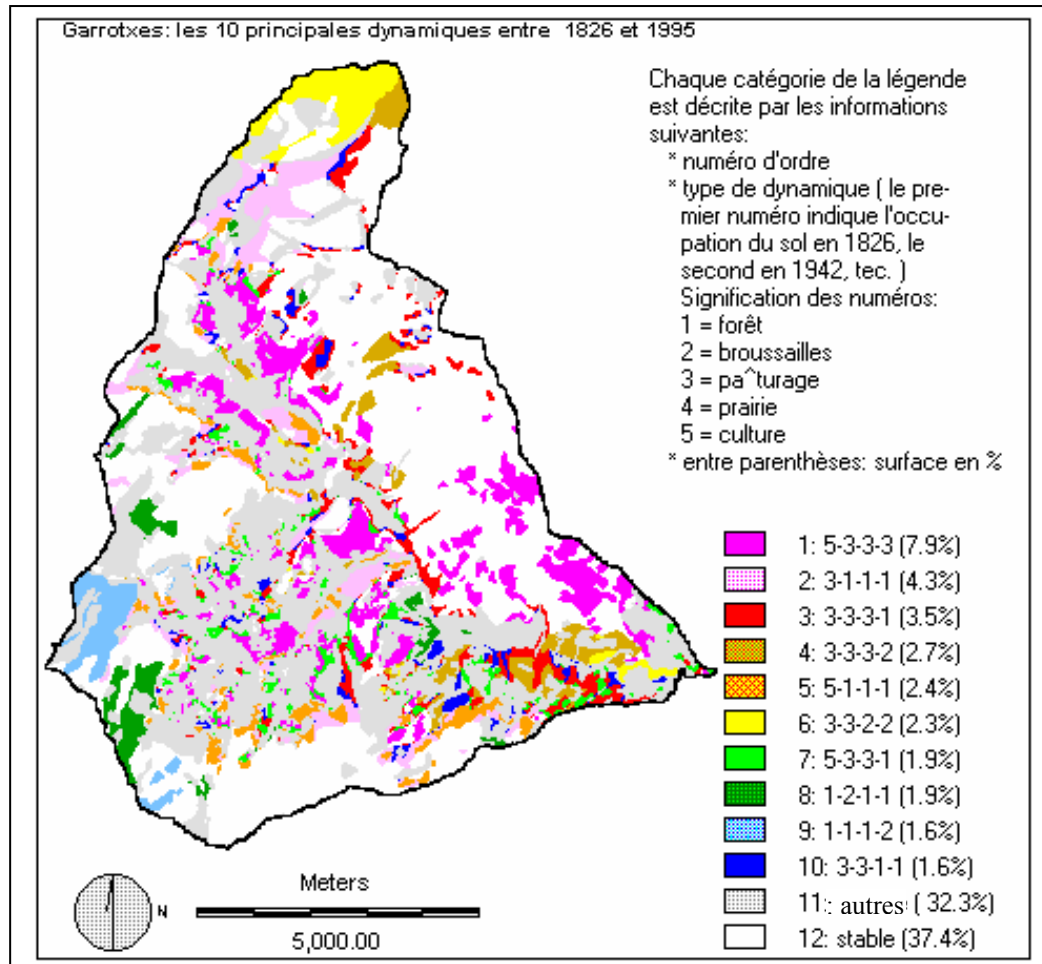 Garrotxes: les 10 principales dynamiques entre 1826 et 1995
Chaque catégorie de la légende
est décrite par les informations
suivantes:
* numéro d'ordre
* type de dynamique ( le pre-
mier numéro indique l'occu-
pation du sol en 1826, le
second en 1942, tec. )
Signification des numéros:
1 = forêt
2 = broussailles
3 = pa^turage
4 = prairie
5 = culture
* entre parenthèses: surface en %
1: 5-3-3-3 (7.9%)
2: 3-1-1-1 (4.3%)
3: 3-3-3-1 (3.5%)
4: 3-3-3-2 (2.7%)
5: 5-1-1-1 (2.4%)
6: 3-3-2-2 (2.3%)
7: 5-3-3-1 (1.9%)
8: 1-2-1-1 (1.9%)
9: 1-1-1-2 (1.6%)
10: 3-3-1-1 (1.6%)
11: : autres ( 32.3%)
12: stable (37.4%)
N
Meters
5,000.00